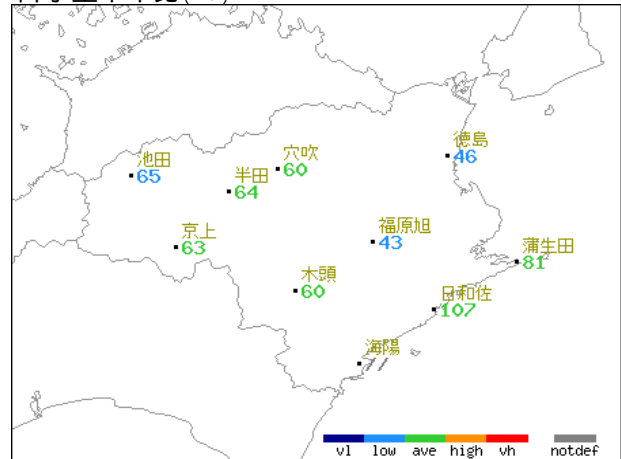 徳島
46
穴吹
60
池田
65
半田
64
京上
63
福原旭
43
蒲生田
81
木頭
60
日和佐
107
海陽
vl low ave high vh notdef